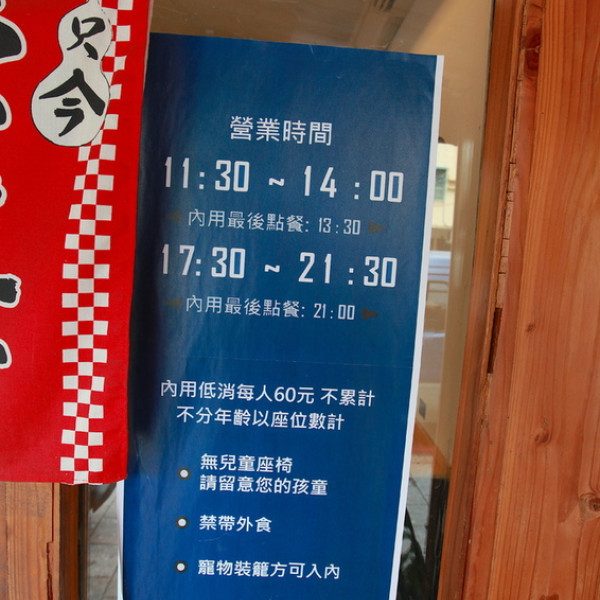 只今
營業時間
11:30 ~ 14:00
內用最後點餐: 13:30
17:30 ~ 21:30
內用最後點餐: 21:00
內用低消每人60元 不累計
不分年齡以座位數計
無兒童座椅
請留意您的孩童
禁帶外食
寵物裝籠方可入內